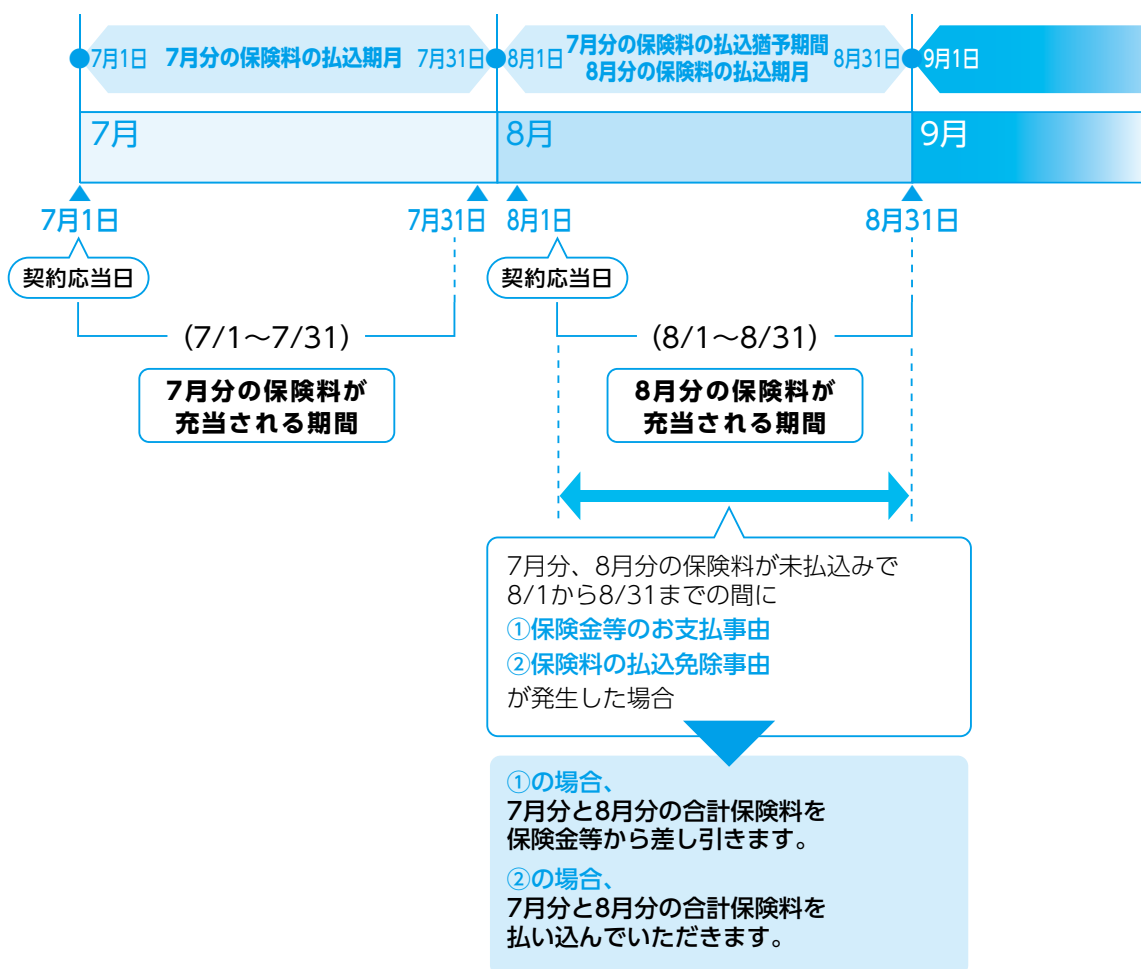 7月1日 7月分の保険料の払込期月 7月31日
8月1日 7月分の保険料の払込猶予期間
8月分の保険料の払込期月 8月31日
9月1日
7月
8月
9月
7月1日
7月31日
8月1日
8月31日
契約応当日
契約応当日
(7/1～7/31)
(8/1～8/31)
7月分の保険料が
充当される期間
8月分の保険料が
充当される期間
7月分、8月分の保険料が未払込みで
8/1から8/31までの間に
①保険金等のお支払事由
②保険料の払込免除事由
が発生した場合
①の場合、
7月分と8月分の合計保険料を
保険金等から差し引きます。
②の場合、
7月分と8月分の合計保険料を
払い込んでいただきます。